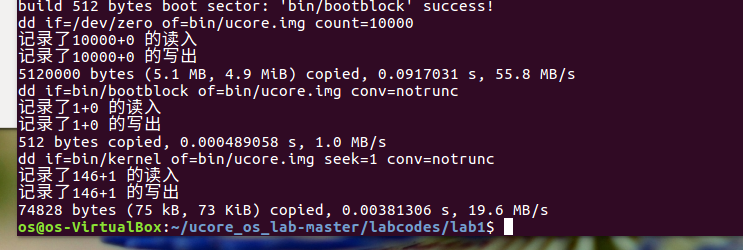 build 512 bytes boot sector: 'bin/bootblock' success!
dd if=/dev/zero of=bin/ucore.img count=10000
记录了10000+0 的读入
记录了10000+0 的写出
5120000 bytes (5.1 MB, 4.9 MiB) copied, 0.0917031 s, 55.8 MB/s
dd if=bin/bootblock of=bin/ucore.img conv=notrunc
记录了1+0 的读入
记录了1+0 的写出
512 bytes copied, 0.000489058 s, 1.0 MB/s
dd if=bin/kernel of=bin/ucore.img seek=1 conv=notrunc
记录了146+1 的读入
记录了146+1 的写出
74828 bytes (75 kB, 73 KiB) copied, 0.00381306 s, 19.6 MB/s
os@os-VirtualBox:~/ucore_os_lab-master/labcodes/lab1$